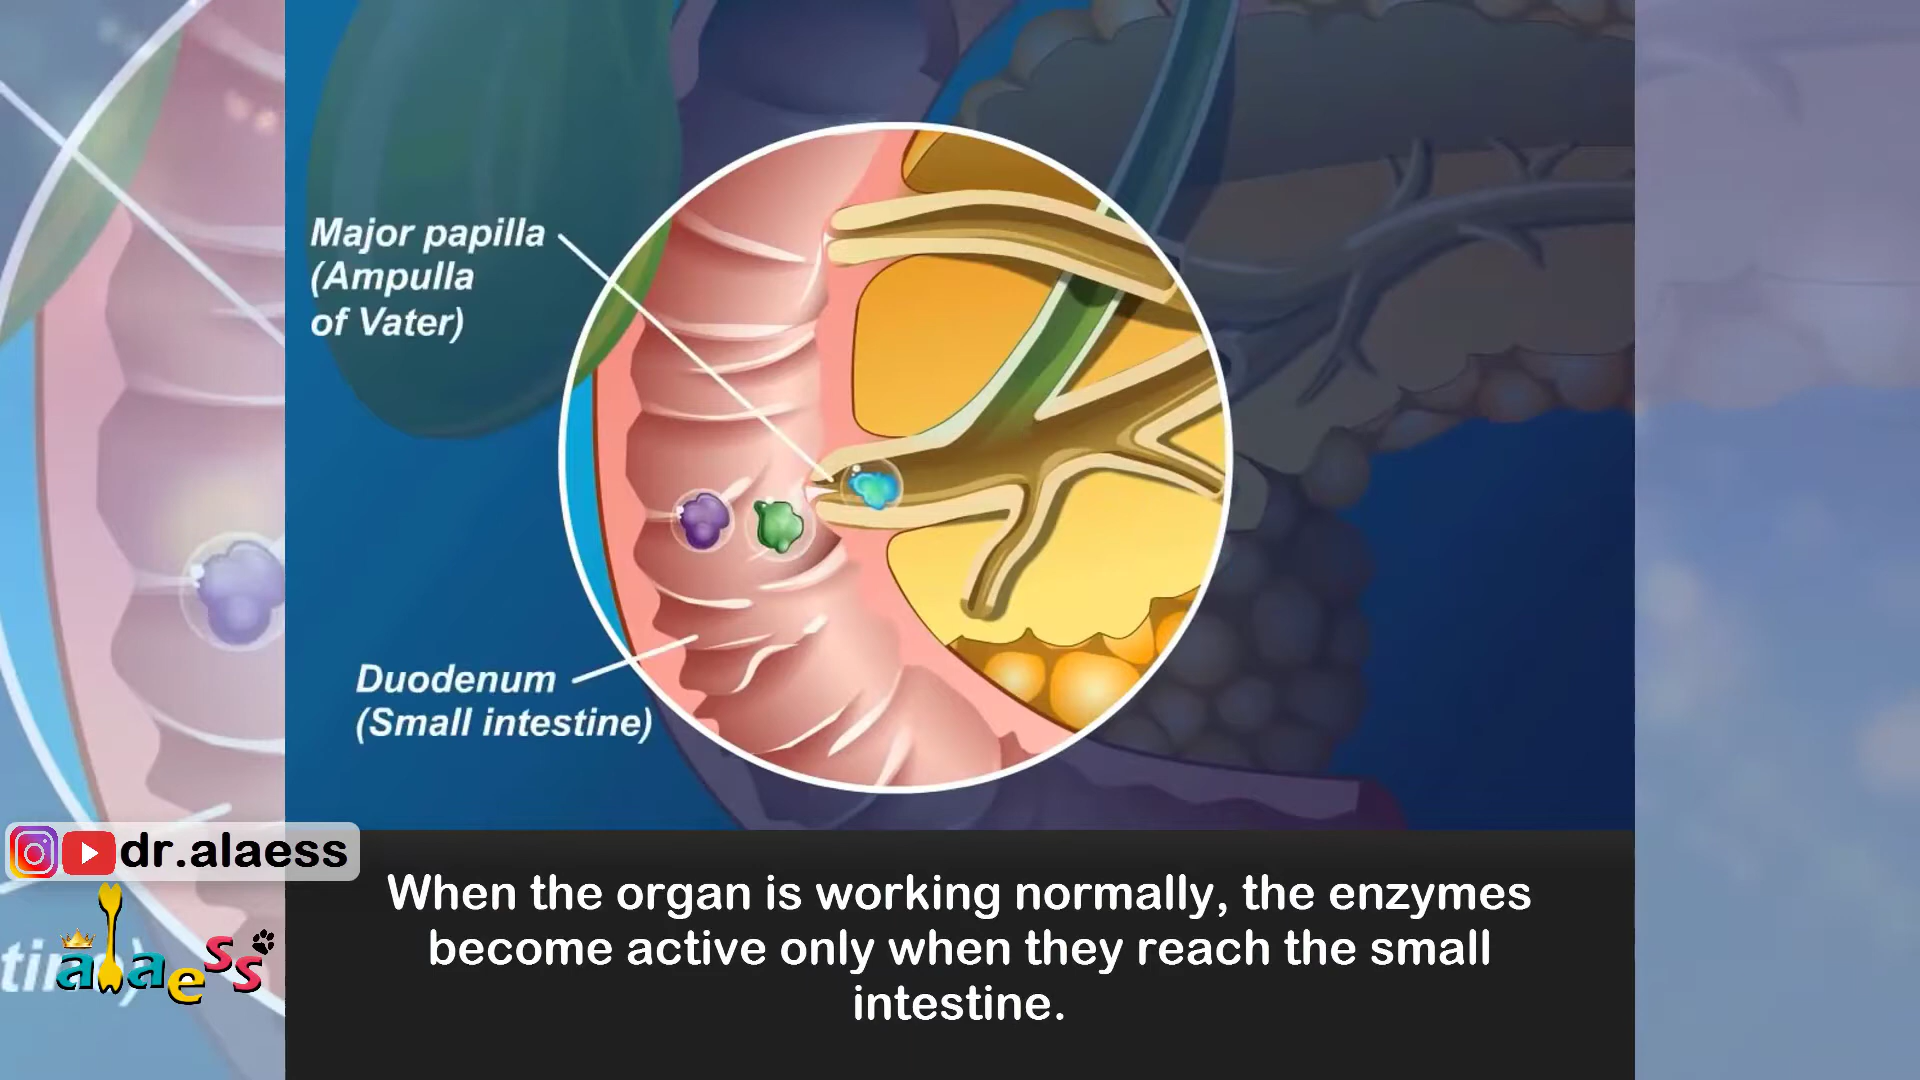 Major papilla
(Ampulla
of Vater)
Duodenum
(Small intestine)
dr.alaess
alaess
When the organ is working normally, the enzymes
become active only when they reach the small
intestine.